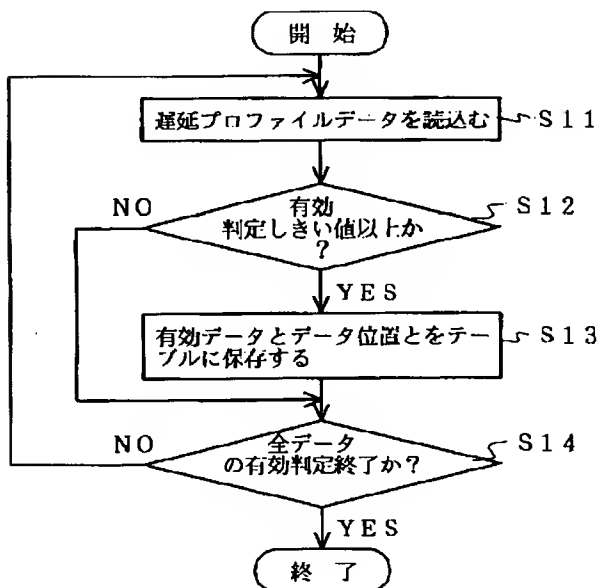 開 始
遅延プロファイルデータを読込む
S11
NO
有効
判定しきい値以上か
?
S12
YES
有効データとデータ位置とをテー
ブルに保存する
S13
NO
全データ
の有効判定終了か?
S14
YES
終 了